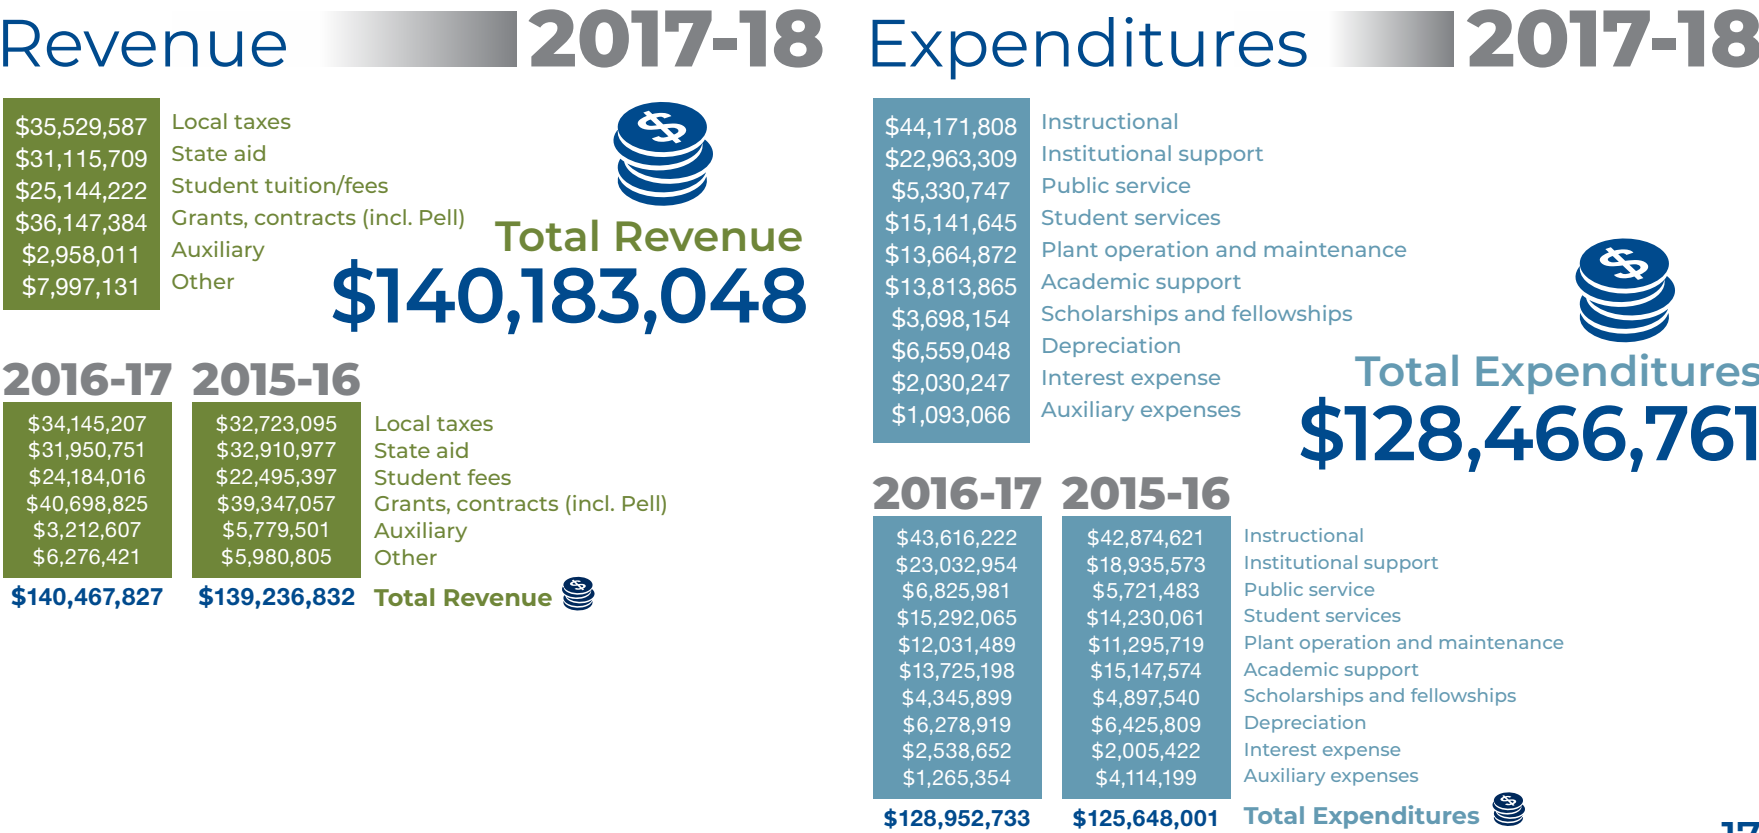 Revenue 2017-18
$35,529,587 Local taxes
$31,115,709 State aid
$25,144,222 Student tuition/fees
$36,147,384 Grants, contracts (incl. Pell)
$2,958,011 Auxiliary
$7,997,131 Other
Total Revenue
$140,183,048
2016-17 2015-16
$34,145,207 $32,723,095 Local taxes
$31,950,751 $32,910,977 State aid
$24,184,016 $22,495,397 Student fees
$40,698,825 $39,347,057 Grants, contracts (incl. Pell)
$3,212,607 $5,779,501 Auxiliary
$6,276,421 $5,980,805 Other
$140,467,827 $139,236,832 Total Revenue
Expenditures 2017-18
$44,171,808 Instructional
$22,963,309 Institutional support
$5,330,747 Public service
$15,141,645 Student services
$13,664,872 Plant operation and maintenance
$13,813,865 Academic support
$3,698,154 Scholarships and fellowships
$6,559,048 Depreciation
$2,030,247 Interest expense
$1,093,066 Auxiliary expenses
Total Expenditures
$128,466,761
2016-17 2015-16
$43,616,222 $42,874,621 Instructional
$23,032,954 $18,935,573 Institutional support
$6,825,981 $5,721,483 Public service
$15,292,065 $14,230,061 Student services
$12,031,489 $11,295,719 Plant operation and maintenance
$13,725,198 $15,147,574 Academic support
$4,345,899 $4,897,540 Scholarships and fellowships
$6,278,919 $6,425,809 Depreciation
$2,538,652 $2,005,422 Interest expense
$1,265,354 $4,114,199 Auxiliary expenses
$128,952,733 $125,648,001 Total Expenditures